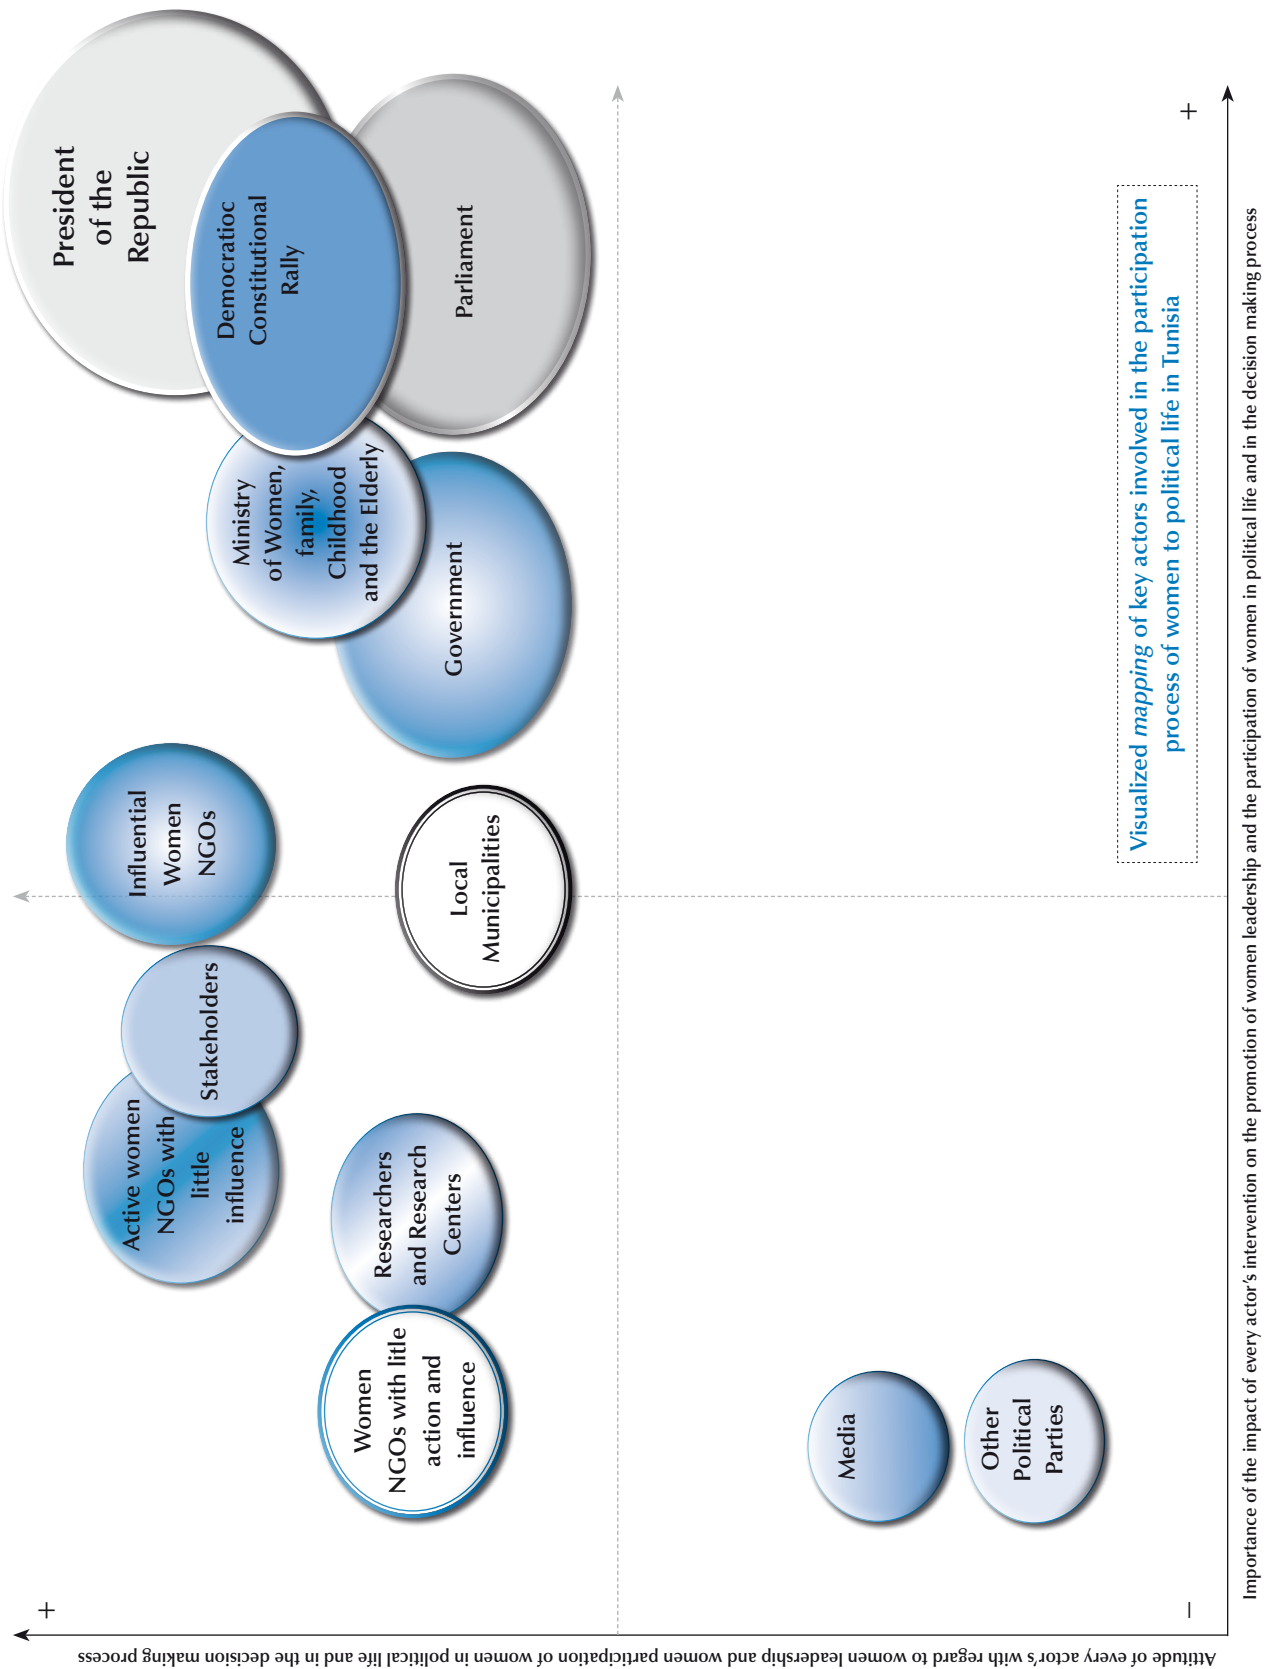 Attitude of every actor's with regard to women leadership and women participation of women in political in life and in the decision making process
+
–
President
of the
Republic
Democratioc
Constitutional
Rally
Parliament
Ministry
of Women,
family,
Childhood
and the Elderly
Government
Influential
Women
NGOs
Local
Municipalities
Stakeholders
Active women
NGOs with
little
influence
Researchers
and Research
Centers
Women
NGOs with litle
action and
influence
Media
Other
Political
Parties
Visualized mapping of key actors involved in the participation
process of women to political life in Tunisia
+
Importance of the impact of every actor's intervention on the promotion of women leadership and the participation of women in political life and in the decision making process